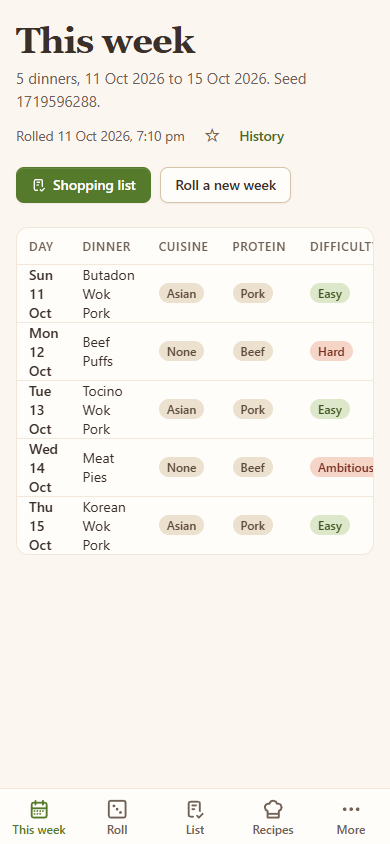 This week
5 dinners, 11 Oct 2026 to 15 Oct 2026. Seed
1719596288.
Rolled 11 Oct 2026, 7:10 pm History
Shopping list Roll a new week
DAY DINNER CUISINE PROTEIN DIFFICULTY
Sun 11 Oct Butadon Wok Pork Asian Pork Easy
Mon 12 Oct Beef Puffs None Beef Hard
Tue 13 Oct Tocino Wok Pork Asian Pork Easy
Wed 14 Oct Meat Pies None Beef Ambitious
Thu 15 Oct Korean Wok Pork Asian Pork Easy
This week Roll List Recipes More